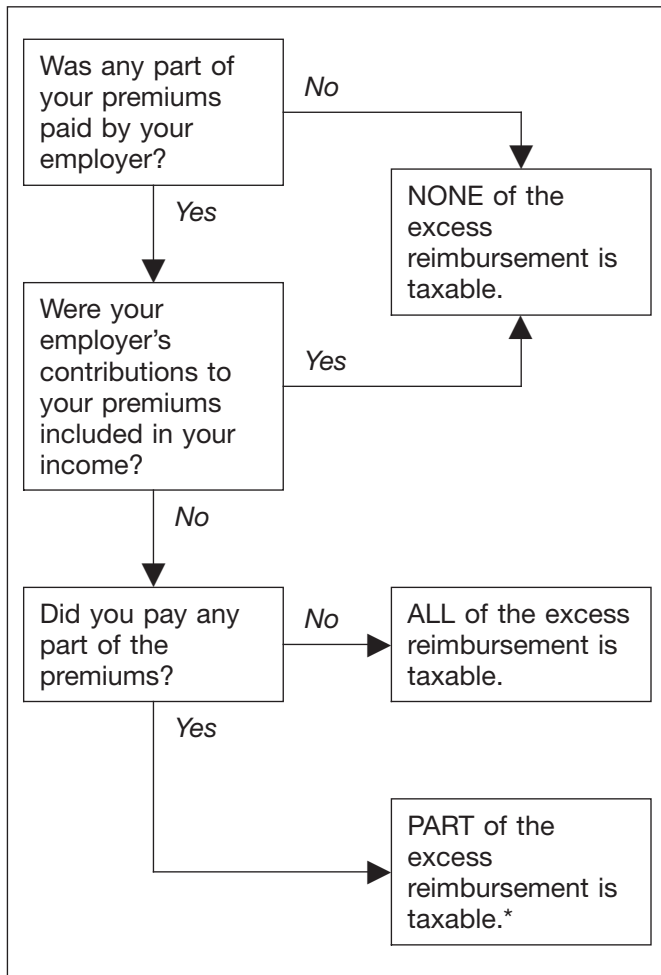 Was any part of
your premiums
paid by your
employer?
No
Yes
NONE of the
excess
reimbursement is
taxable.
Were your
employer’s
contributions to
your premiums
included in your
income?
Yes
No
Did you pay any
part of the
premiums?
No
ALL of the excess
reimbursement is
taxable.
Yes
PART of the
excess
reimbursement is
taxable.*